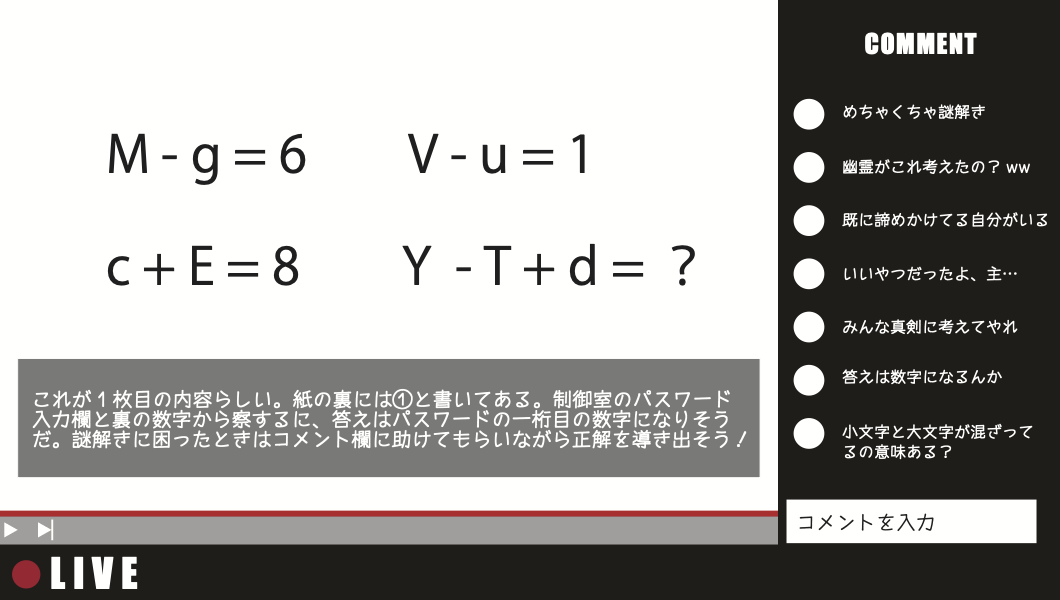 M - g = 6
V - u = 1
c + E = 8
Y - T + d = ?
これが1枚目の内容らしい。紙の裏には①と書いてある。制御室のパスワード
入力欄と裏の数字から察するに、答えはパスワードの一桁目の数字になりそう
だ。謎解きに困ったときはコメント欄に助けてもらいながら正解を導き出そう！
LIVE
COMMENT
めちゃくちゃ謎解き
幽霊がこれ考えたの？ww
既に諦めかけてる自分がいる
いいやつだったよ、主…
みんな真剣に考えてやれ
答えは数字になるんか
小文字と大文字が混ざって
るの意味ある？
コメントを入力